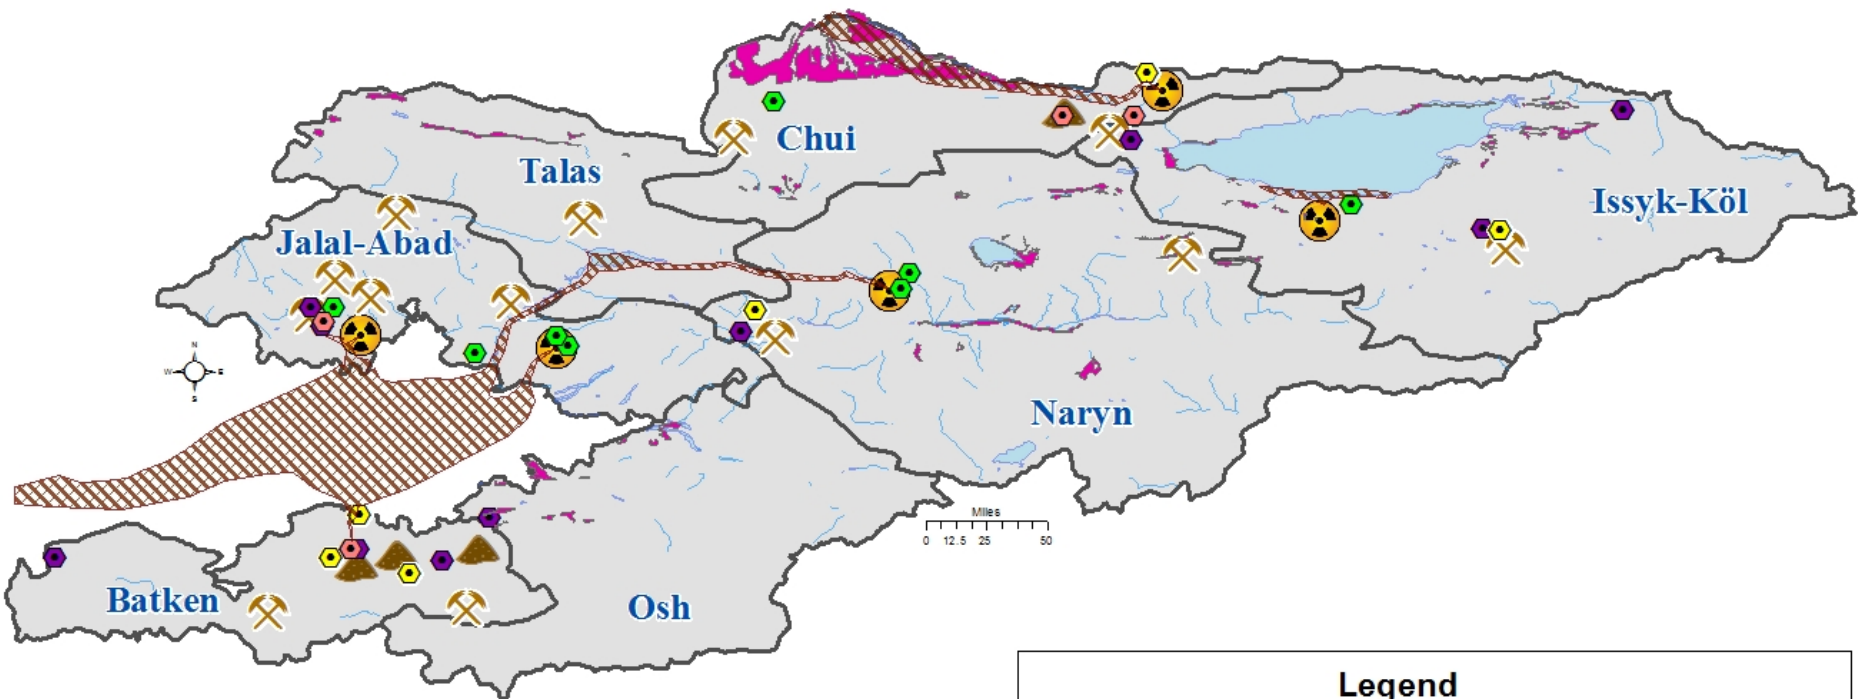 Chui
Talas
Issyk-Köl
Jalal-Abad
N
W E
S
Naryn
Miles
0 12.5 25 50
Batken
Osh
Legend